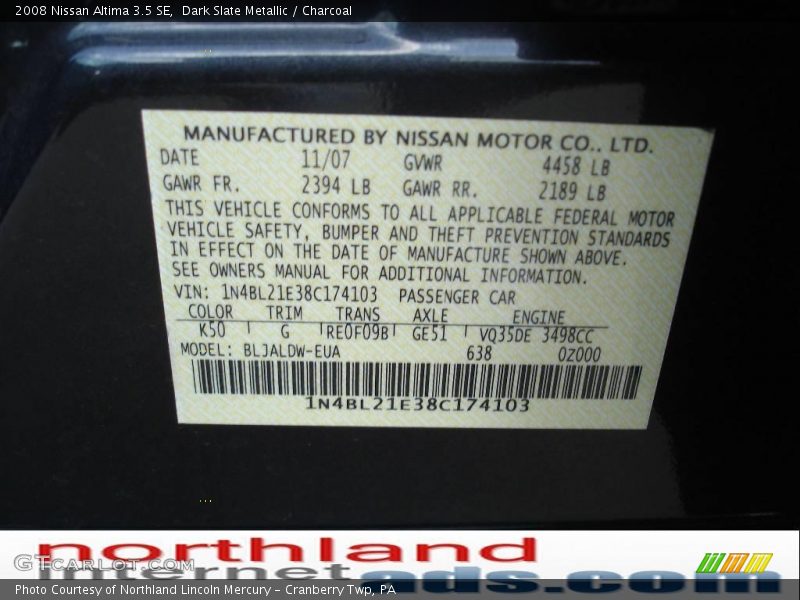 2008 Nissan Altima 3.5 SE, Dark Slate Metallic / Charcoal
MANUFACTURED BY NISSAN MOTOR CO., LTD.
DATE 11/07 GVWR 4458 LB
GAWR FR. 2394 LB GAWR RR. 2189 LB
THIS VEHICLE CONFORMS TO ALL APPLICABLE FEDERAL MOTOR
VEHICLE SAFETY, BUMPER AND THEFT PREVENTION STANDARDS
IN EFFECT ON THE DATE OF MANUFACTURE SHOWN ABOVE.
SEE OWNERS MANUAL FOR ADDITIONAL INFORMATION.
VIN: 1N4BL21E38C174103 PASSENGER CAR
COLOR TRIM TRANS AXLE ENGINE
K50 G RE0F09B GE51 VQ35DE 3498CC
MODEL: BLJALDW-EUA 638 0Z000
1N4BL21E38C174103
northland
GTCarLot.com
internet ads.com
Photo Courtesy of Northland Lincoln Mercury - Cranberry Twp, PA